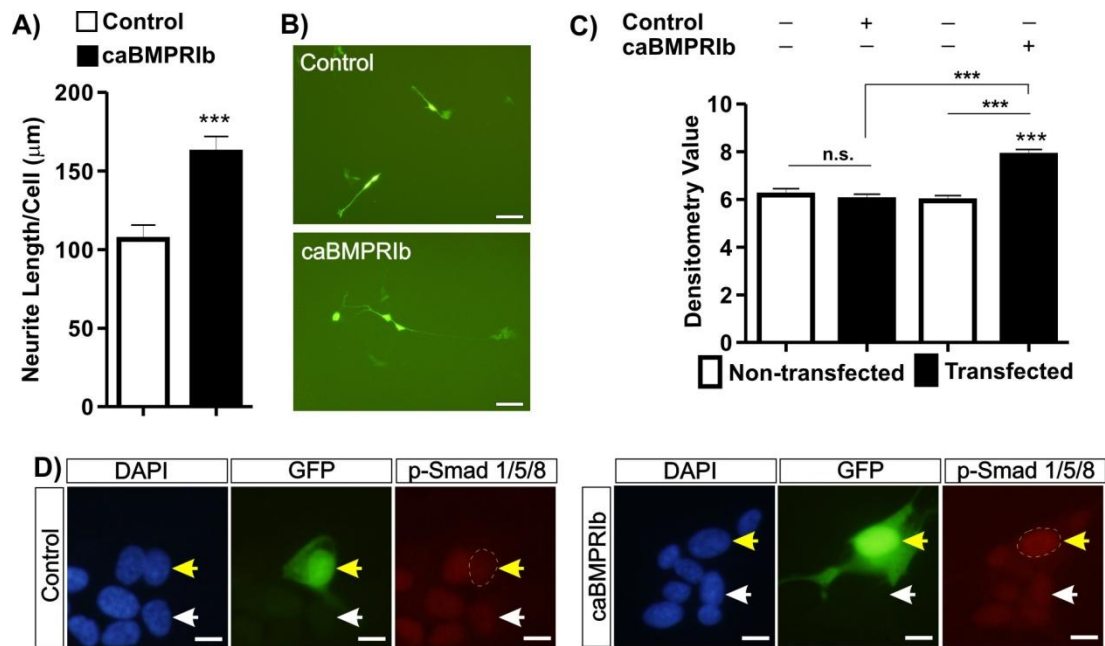 A)
Control
caBMPRIb
Neurite Length/Cell (μm)
200
150
100
50
0
***
B)
Control
caBMPRIb
C)
Control – + – –
caBMPRIb – – – +
Densitometry Value
10
8
6
4
2
0
n.s.
***
***
***
Non-transfected Transfected
D)
Control
DAPI GFP p-Smad 1/5/8
caBMPRIb
DAPI GFP p-Smad 1/5/8